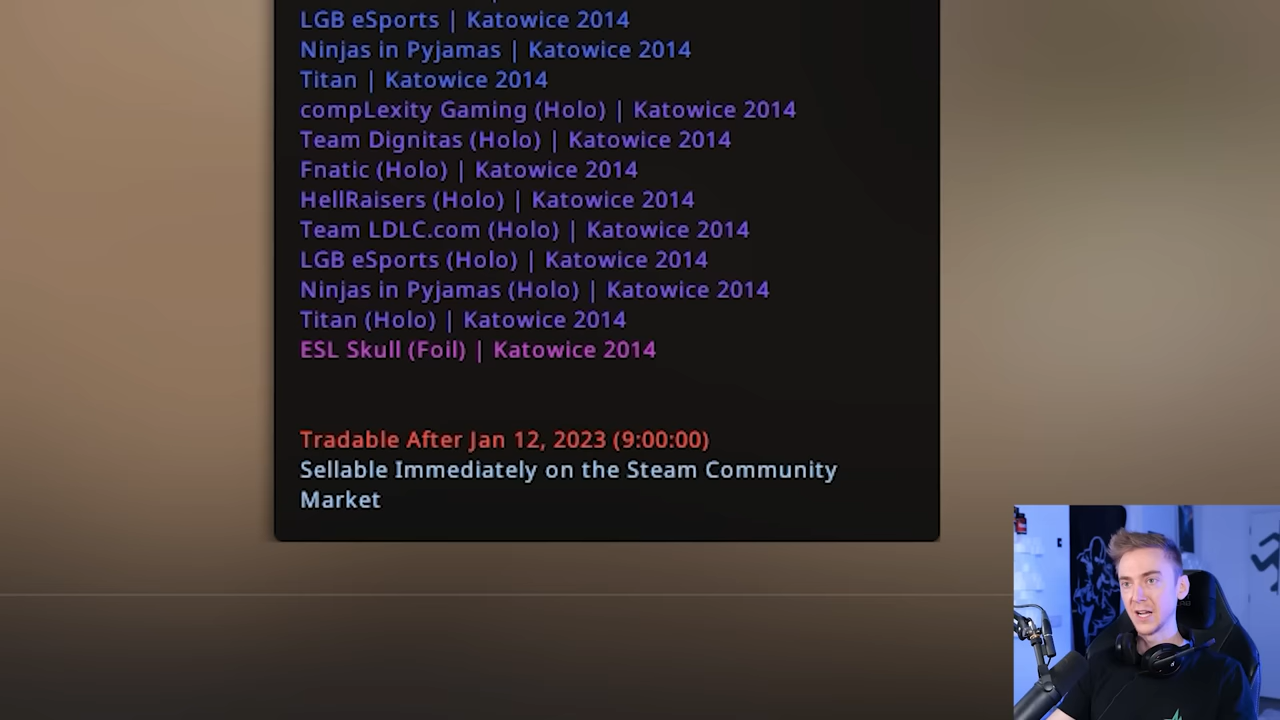 LGB eSports | Katowice 2014
Ninjas in Pyjamas | Katowice 2014
Titan | Katowice 2014
compLexity Gaming (Holo) | Katowice 2014
Team Dignitas (Holo) | Katowice 2014
Fnatic (Holo) | Katowice 2014
HellRaisers (Holo) | Katowice 2014
Team LDLC.com (Holo) | Katowice 2014
LGB eSports (Holo) | Katowice 2014
Ninjas in Pyjamas (Holo) | Katowice 2014
Titan (Holo) | Katowice 2014
ESL Skull (Foil) | Katowice 2014
Tradable After Jan 12, 2023 (9:00:00)
Sellable Immediately on the Steam Community
Market